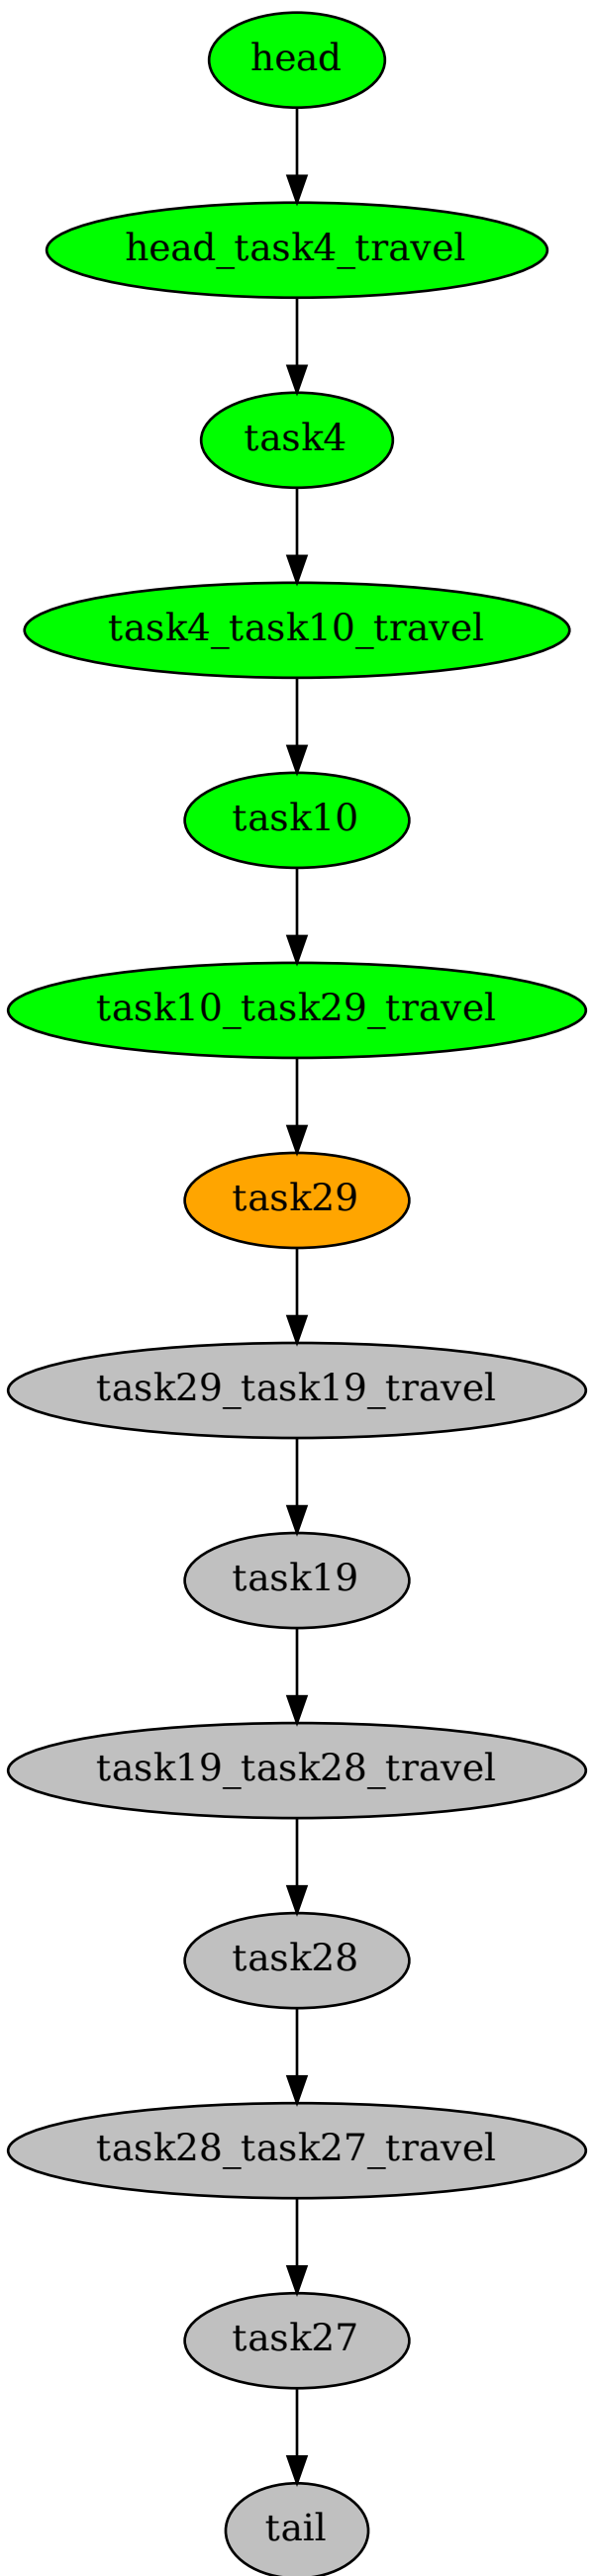 head
head_task4_travel
task4
task4_task10_travel
task10
task10_task29_travel
task29
task29_task19_travel
task19
task19_task28_travel
task28
task28_task27_travel
task27
tail